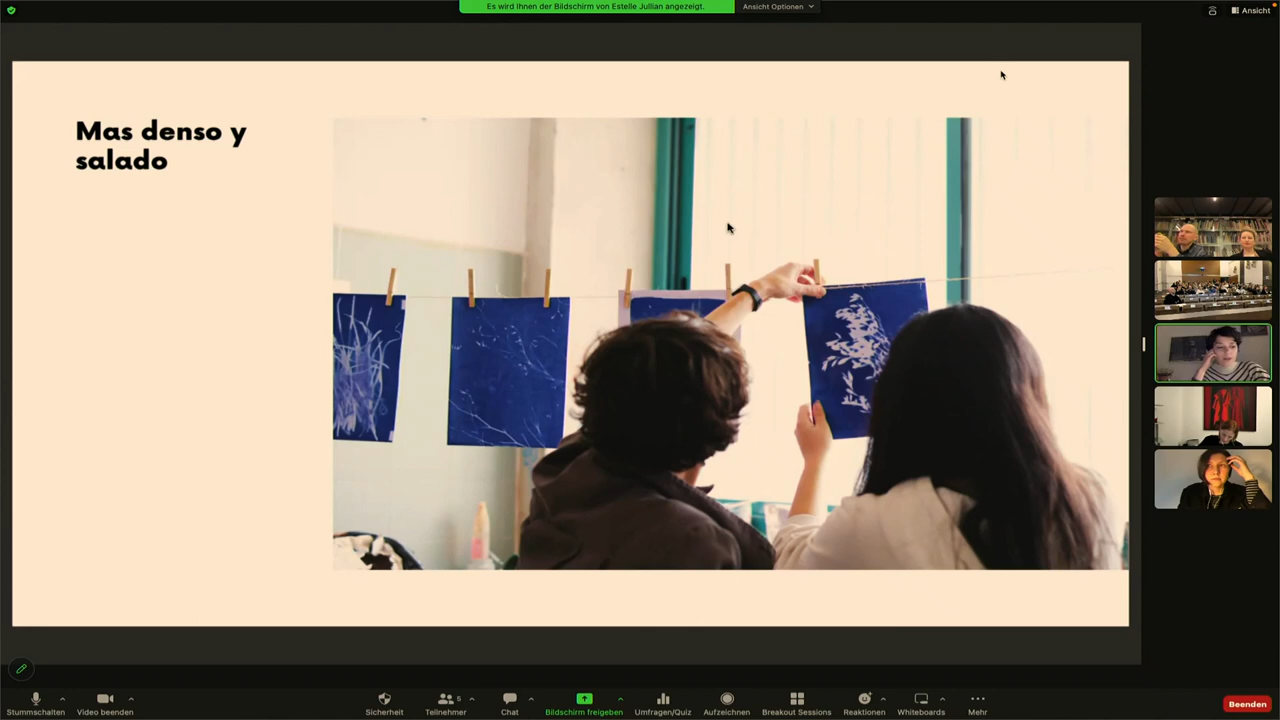 Es wird Ihnen der Bildschirm von Estelle Jullian angezeigt.
Ansicht Optionen
Ansicht
Mas denso y
salado
Stummschalten
Video beenden
Sicherheit
Teilnehmer
5
Chat
Bildschirm freigeben
Umfragen/Quiz
Aufzeichnen
Breakout Sessions
Reaktionen
Whiteboards
Mehr
Beenden